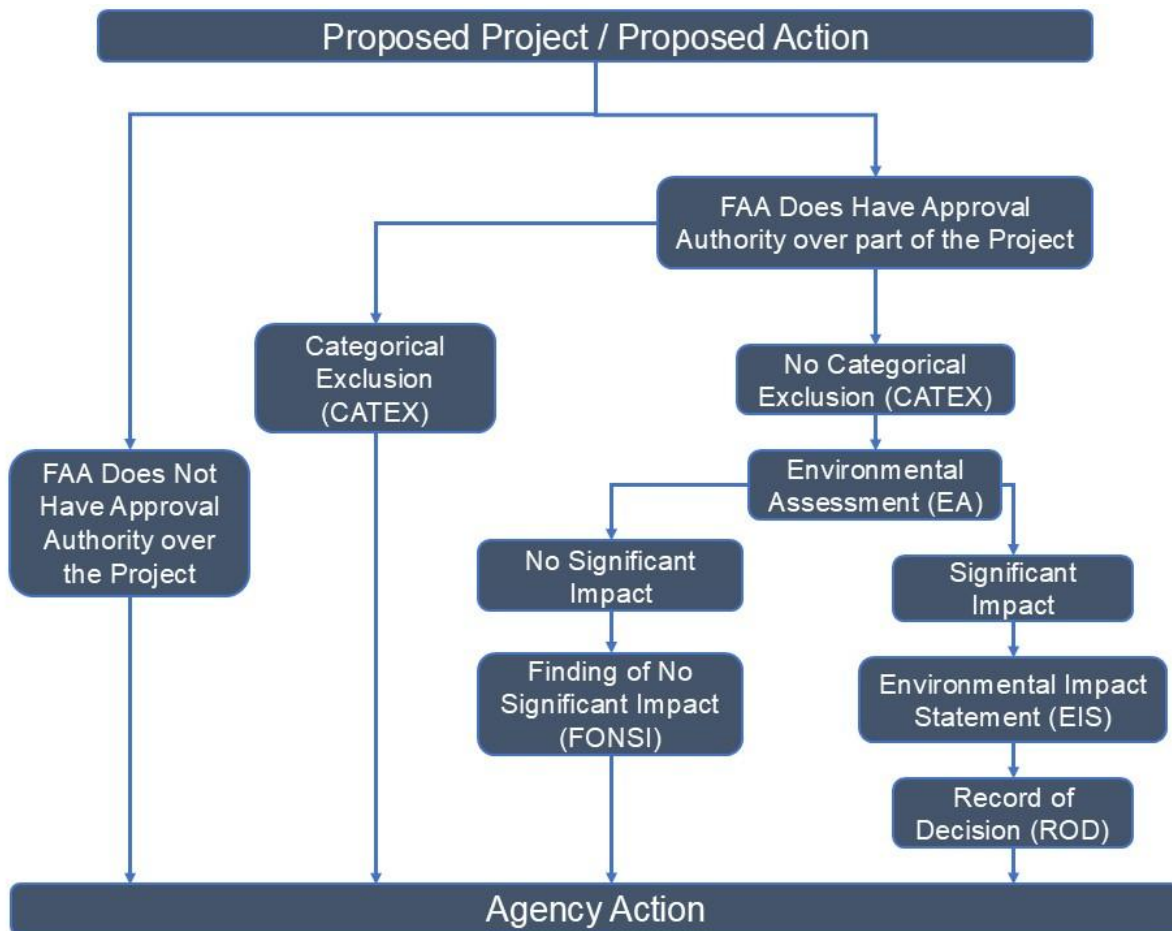 Proposed Project / Proposed Action
FAA Does Have Approval
Authority over part of the Project
Categorical
Exclusion
(CATEX)
No Categorical
Exclusion (CATEX)
FAA Does Not
Have Approval
Authority over
the Project
Environmental
Assessment (EA)
No Significant
Impact
Significant
Impact
Finding of No
Significant Impact
(FONSI)
Environmental Impact
Statement (EIS)
Record of
Decision (ROD)
Agency Action